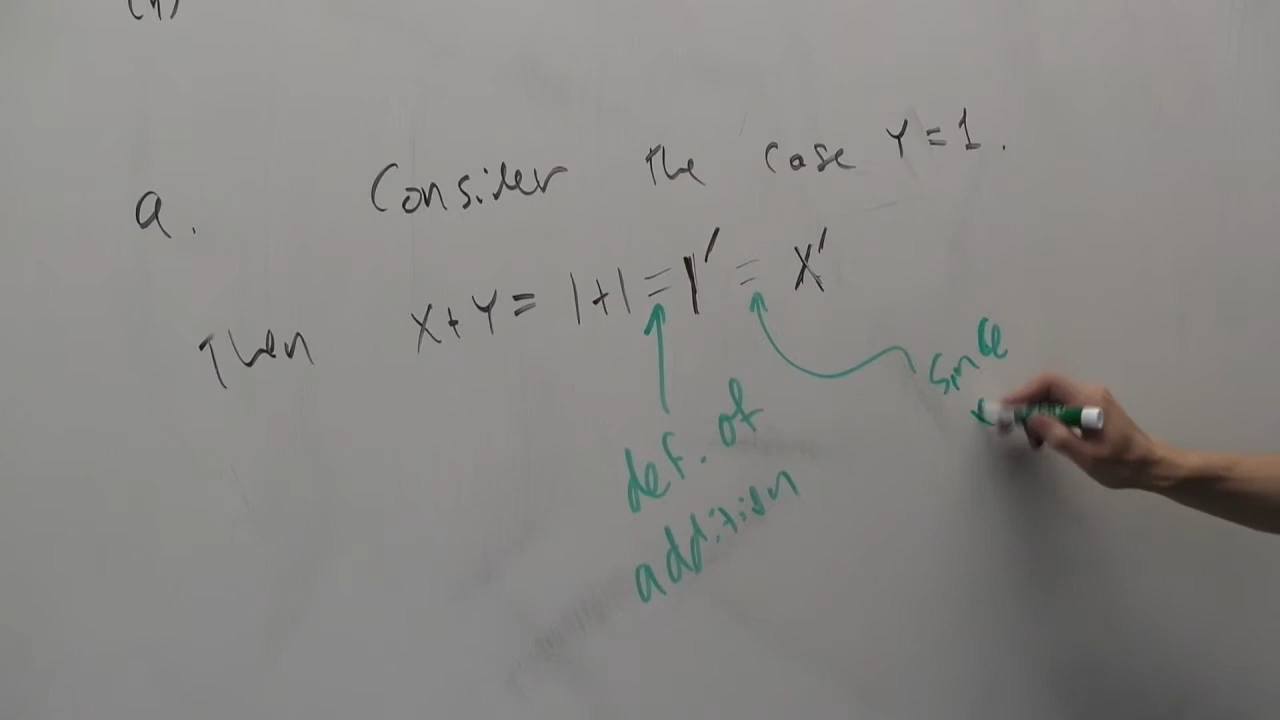 a. Consider the case Y = 1.
Then X + Y = 1 + 1 = 1' = X'
def. of
addition
since
x